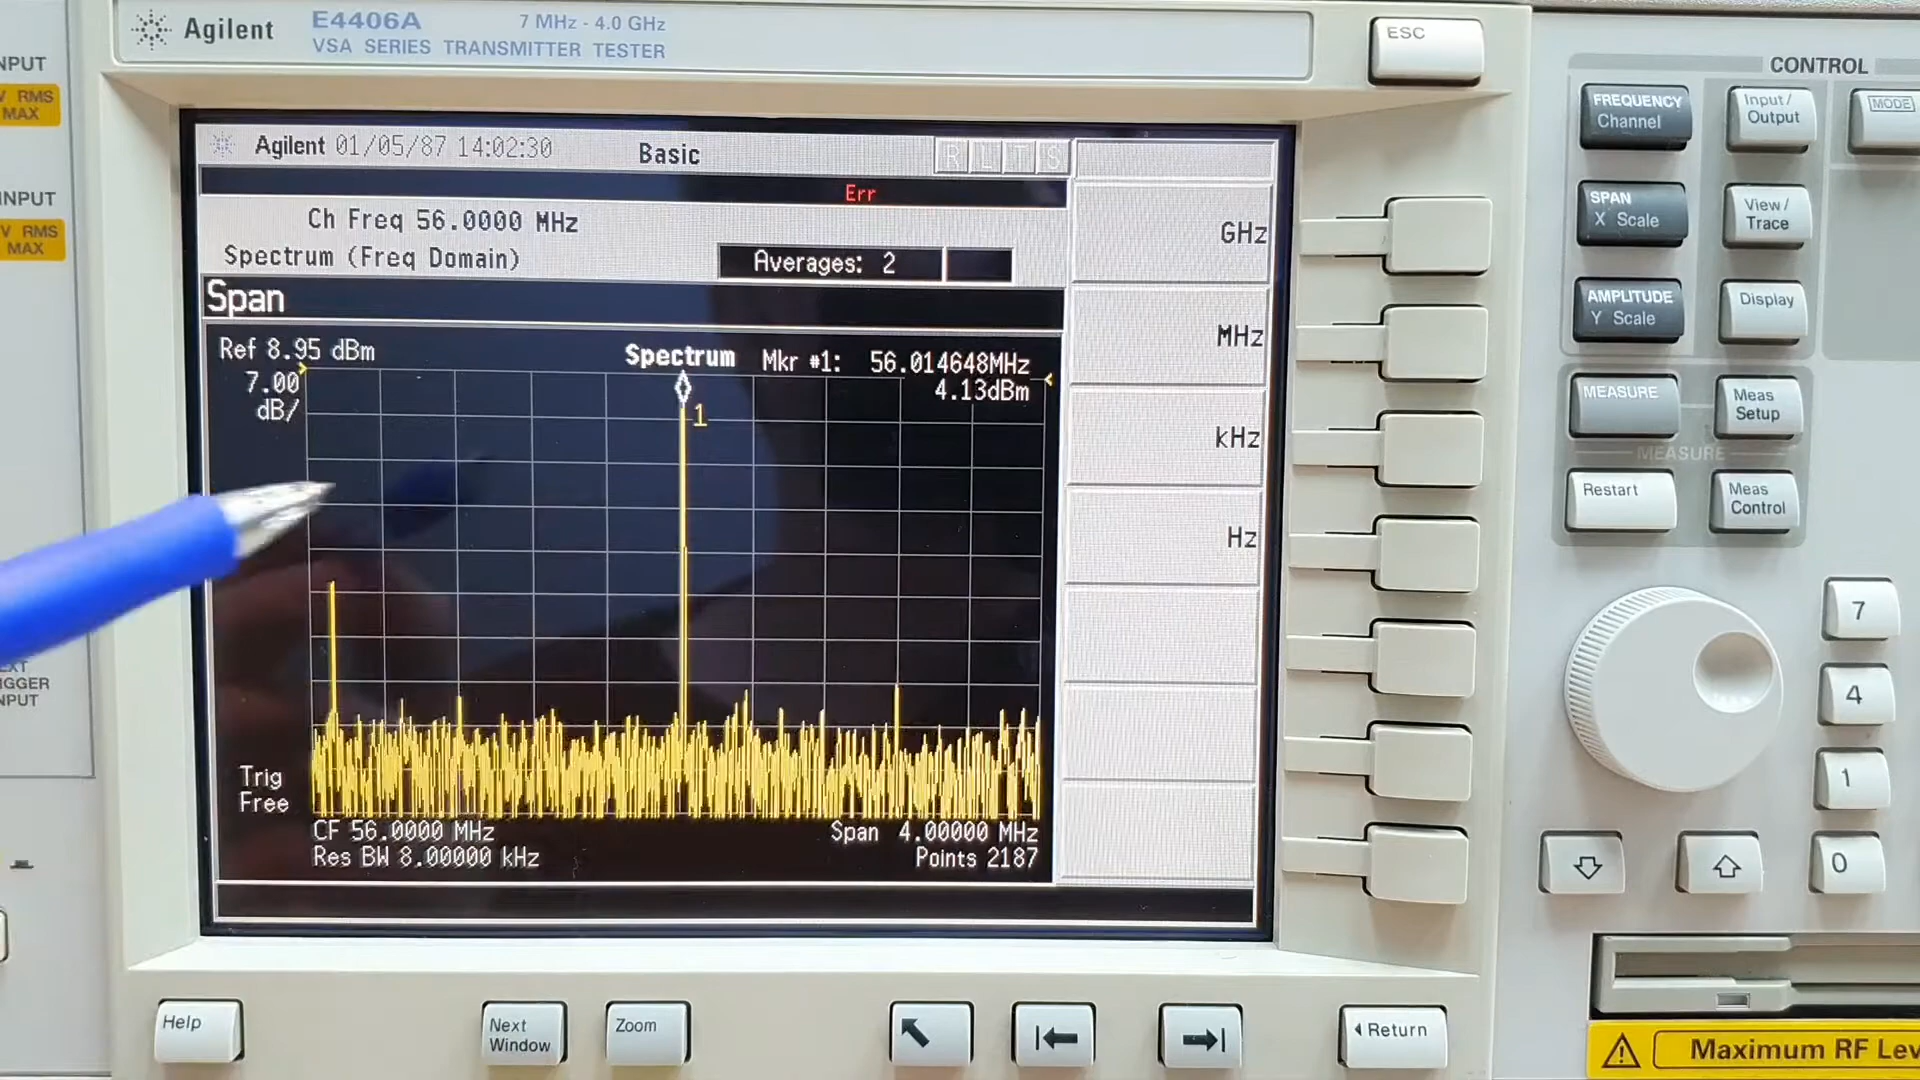 Agilent E4406A 7 MHz - 4.0 GHz
VSA SERIES TRANSMITTER TESTER
ESC
CONTROL
NPUT
V RMS
MAX
INPUT
V RMS
MAX
FREQUENCY
Channel
Input/
Output
MODE
SPAN
X Scale
View/
Trace
AMPLITUDE
Y Scale
Display
MEASURE
Meas
Setup
MEASURE
Restart
Meas
Control
7
4
1
0
Agilent 01/05/87 14:02:30 Basic R L T S
Err
Ch Freq 56.0000 MHz
Spectrum (Freq Domain) Averages: 2
Span
Ref 8.95 dBm Spectrum Mkr #1: 56.014648MHz
7.00 4.13dBm
dB/
1
Trig
Free
CF 56.0000 MHz Span 4.00000 MHz
Res BW 8.00000 kHz Points 2187
GHz
MHz
kHz
Hz
EXT
IGGER
NPUT
Help
Next
Window
Zoom
Return
Maximum RF Lev